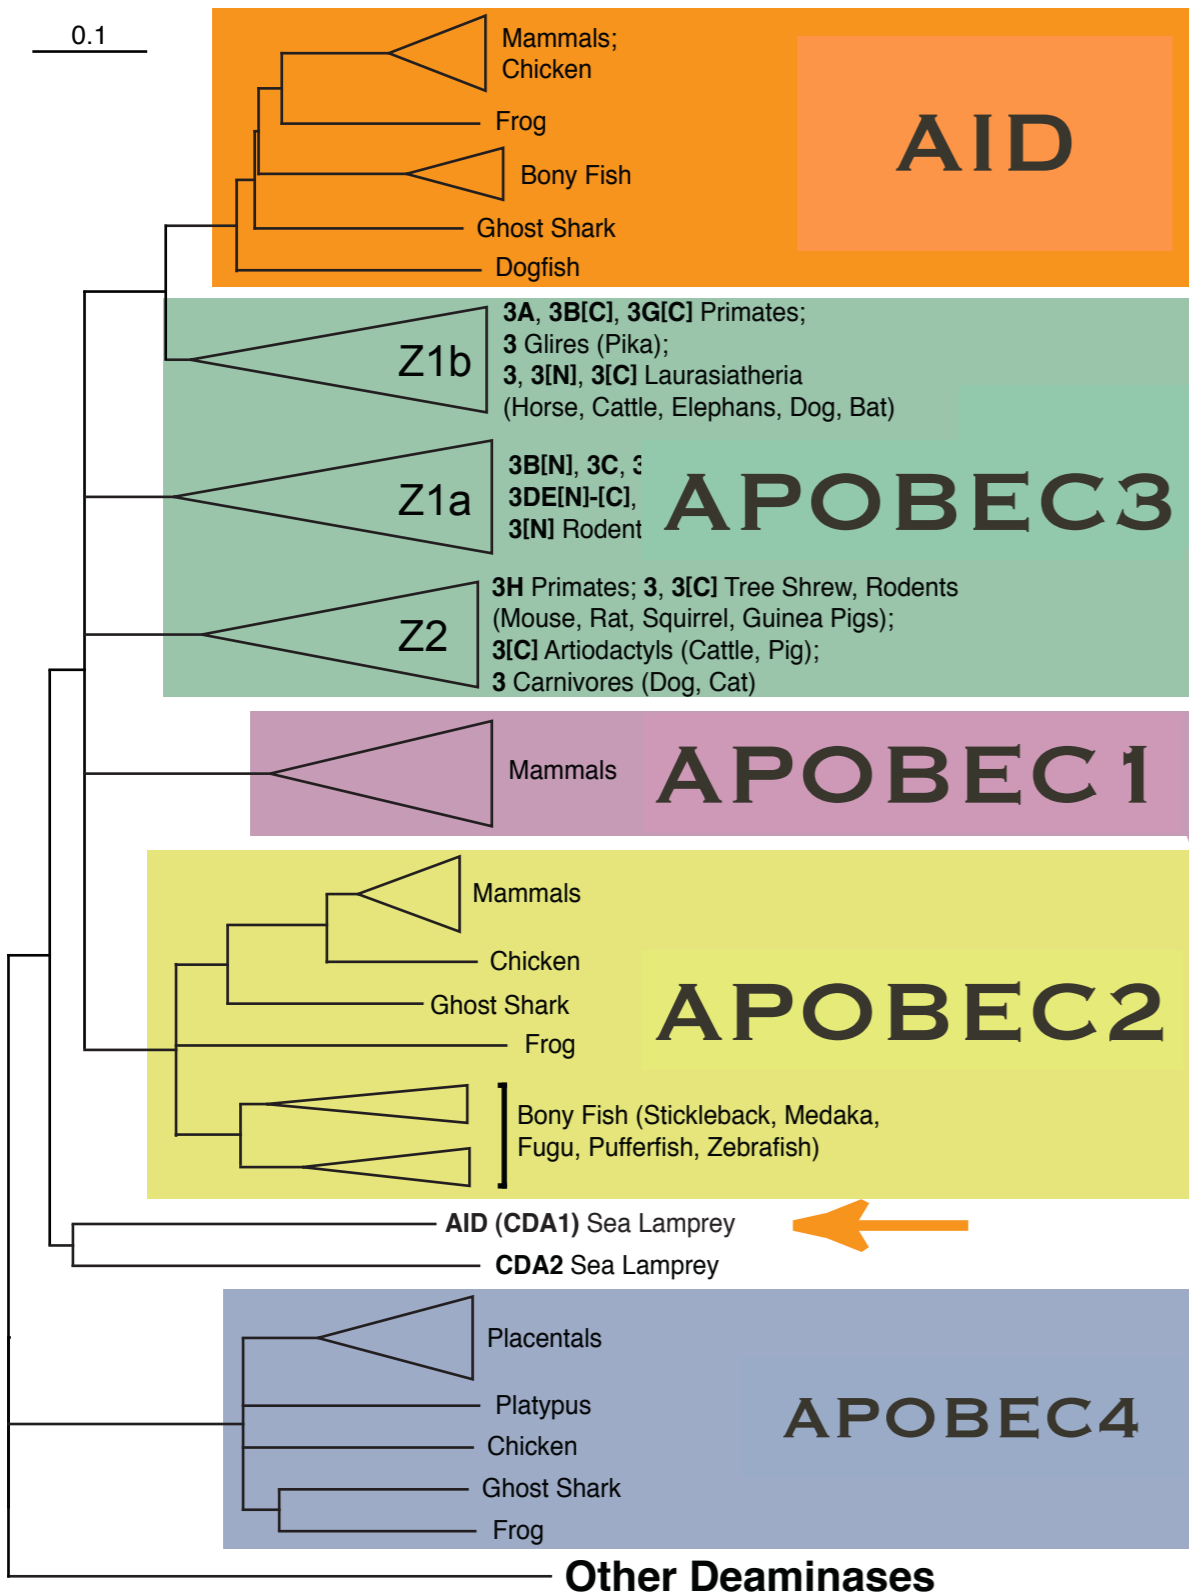 0.1
Mammals;
Chicken
Frog
Bony Fish
Ghost Shark
Dogfish
AID
Z1b
3A, 3B[C], 3G[C] Primates;
3 Glires (Pika);
3, 3[N], 3[C] Laurasiatheria
(Horse, Cattle, Elephans, Dog, Bat)
Z1a
3B[N], 3C,
3DE[N]-[C],
3[N] Rodent
APOBEC3
Z2
3H Primates; 3, 3[C] Tree Shrew, Rodents
(Mouse, Rat, Squirrel, Guinea Pigs);
3[C] Artiodactyls (Cattle, Pig);
3 Carnivores (Dog, Cat)
Mammals
APOBEC1
Mammals
Chicken
Ghost Shark
Frog
Bony Fish (Stickleback, Medaka,
Fugu, Pufferfish, Zebrafish)
APOBEC2
AID (CDA1) Sea Lamprey
CDA2 Sea Lamprey
Placentals
Platypus
Chicken
Ghost Shark
Frog
APOBEC4
Other Deaminases